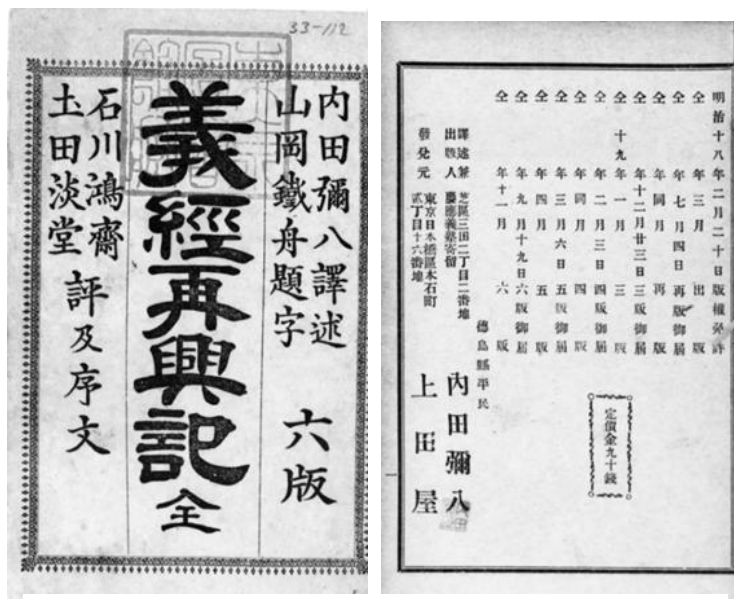 33-112
内田彌八譯述
山岡鐵舟題字
六版
義經再興記 全
石川鴻齋
圡田淡堂
評及序文
明治十八年二月二十日版權免許
仝 年三月 出版
仝 年七月四日再版御届
仝 年同月 再版
仝 年十二月廿三日三版御届
仝 十九年一月 三版
仝 年二月三日四版御届
仝 年同月 四版
仝 年三月六日五版御届
仝 年四月 五版
仝 年九月十九日六版御届
仝 年十一月 六版
定價金九十錢
德島縣平民
譯述兼
出版人
芝區三田二丁目二番地
慶應義塾寄留
内田彌八
發兌元
東京日本橋區本石町
貳丁目十六番地
上田屋